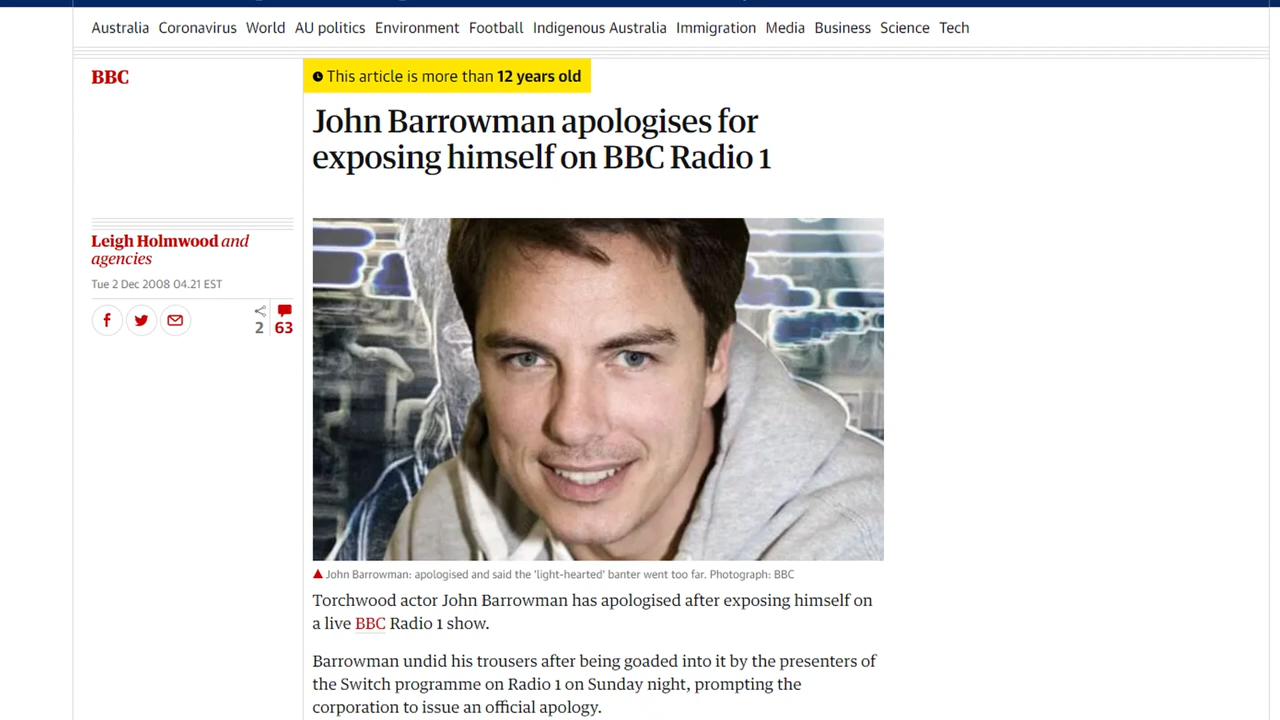 Australia Coronavirus World AU politics Environment Football Indigenous Australia Immigration Media Business Science Tech
BBC
This article is more than 12 years old
John Barrowman apologises for
exposing himself on BBC Radio 1
Leigh Holmwood and
agencies
Tue 2 Dec 2008 04.21 EST
2 63
John Barrowman: apologised and said the 'light-hearted' banter went too far. Photograph: BBC
Torchwood actor John Barrowman has apologised after exposing himself on
a live BBC Radio 1 show.
Barrowman undid his trousers after being goaded into it by the presenters of
the Switch programme on Radio 1 on Sunday night, prompting the
corporation to issue an official apology.